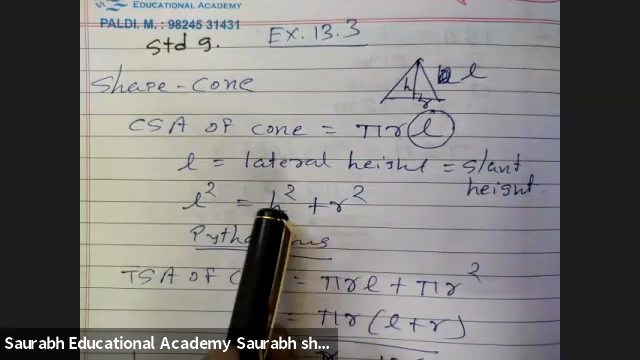 Educational Academy
PALDI. M. : 98245 31431
Std 9. Ex. 13.3
Shape - Cone
h l
r
CSA of cone = πr l
l = lateral height = slant height.
l² = h² + r²
TSA of = πrl + πr²
= πr (l + r)
Saurabh Educational Academy Saurabh sh...